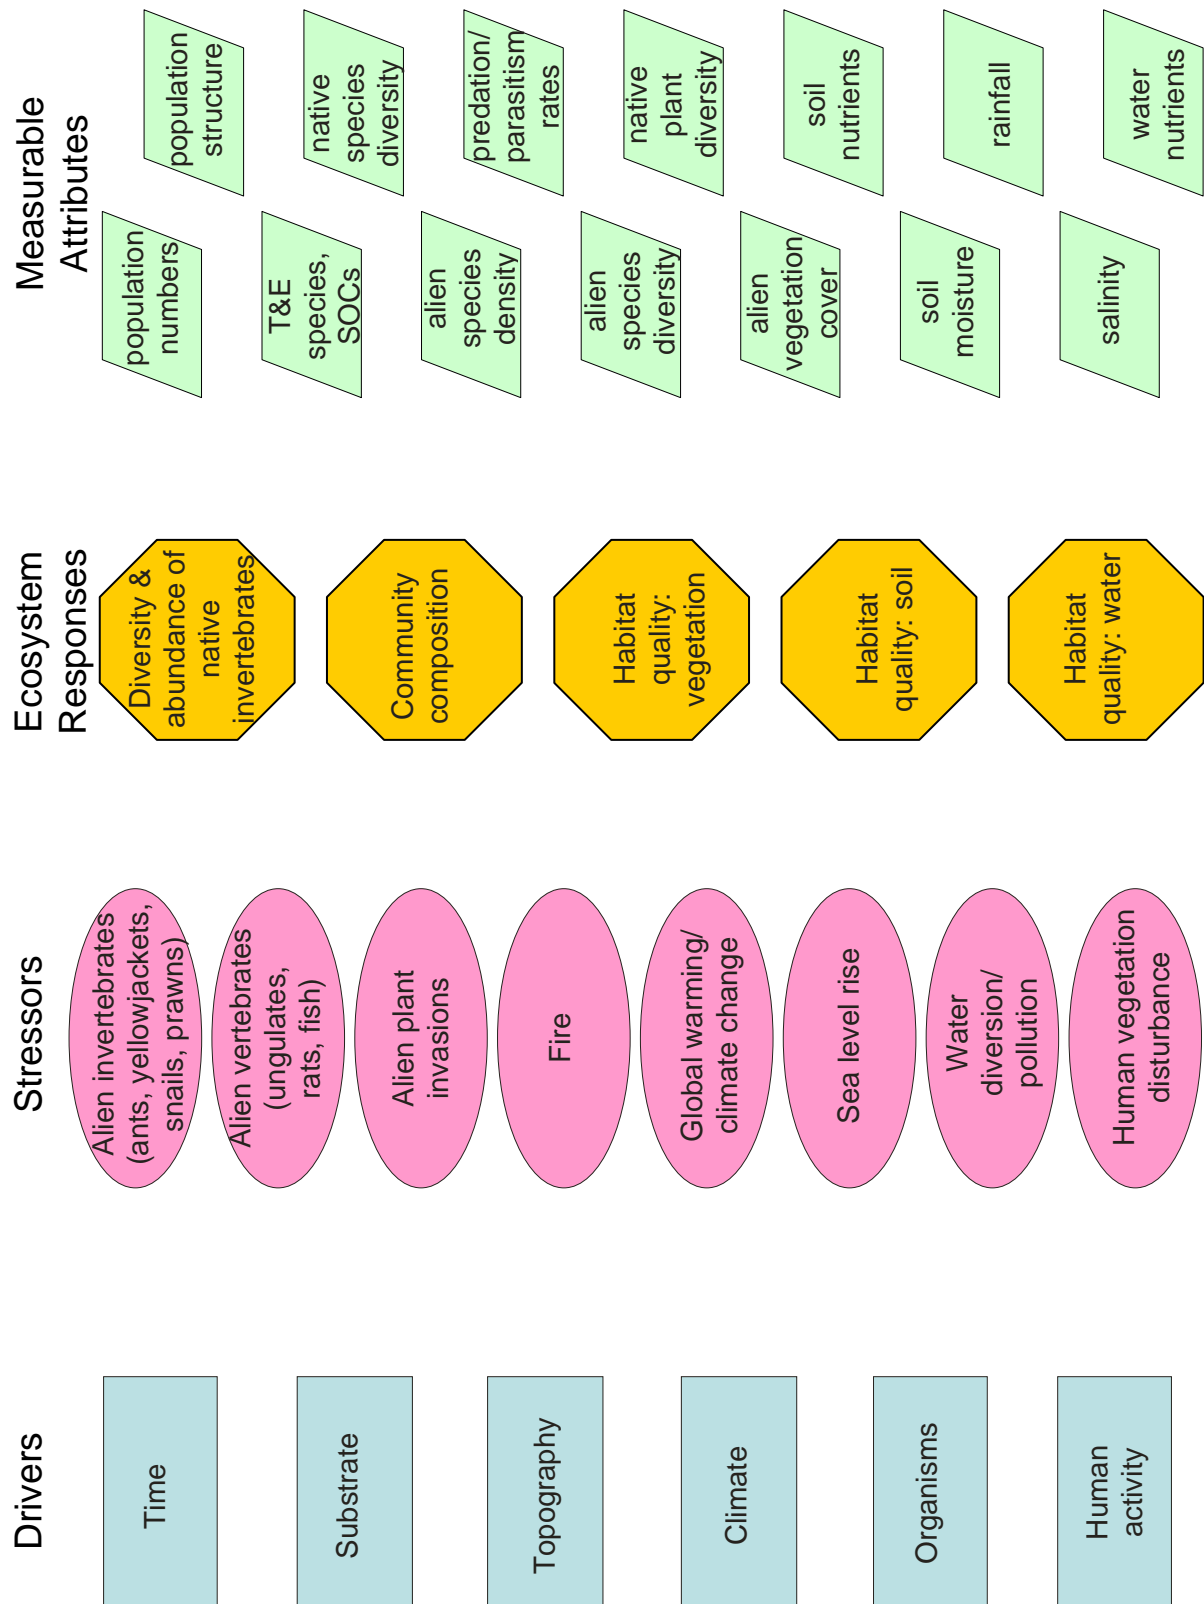 Drivers
Time
Substrate
Topography
Climate
Organisms
Human
activity
Stressors
Alien invertebrates
(ants, yellowjackets,
snails, prawns)
Alien vertebrates
(ungulates,
rats, fish)
Alien plant
invasions
Fire
Global warming/
climate change
Sea level rise
Water
diversion/
pollution
Human vegetation
disturbance
Ecosystem
Responses
Diversity &
abundance of
native
invertebrates
Community
composition
Habitat
quality:
vegetation
Habitat
quality: soil
Habitat
quality: water
Measurable
Attributes
population
numbers
T&E
species,
SOCs
alien
species
density
alien
species
diversity
alien
vegetation
cover
soil
moisture
salinity
population
structure
native
species
diversity
predation/
parasitism
rates
native
plant
diversity
soil
nutrients
rainfall
water
nutrients